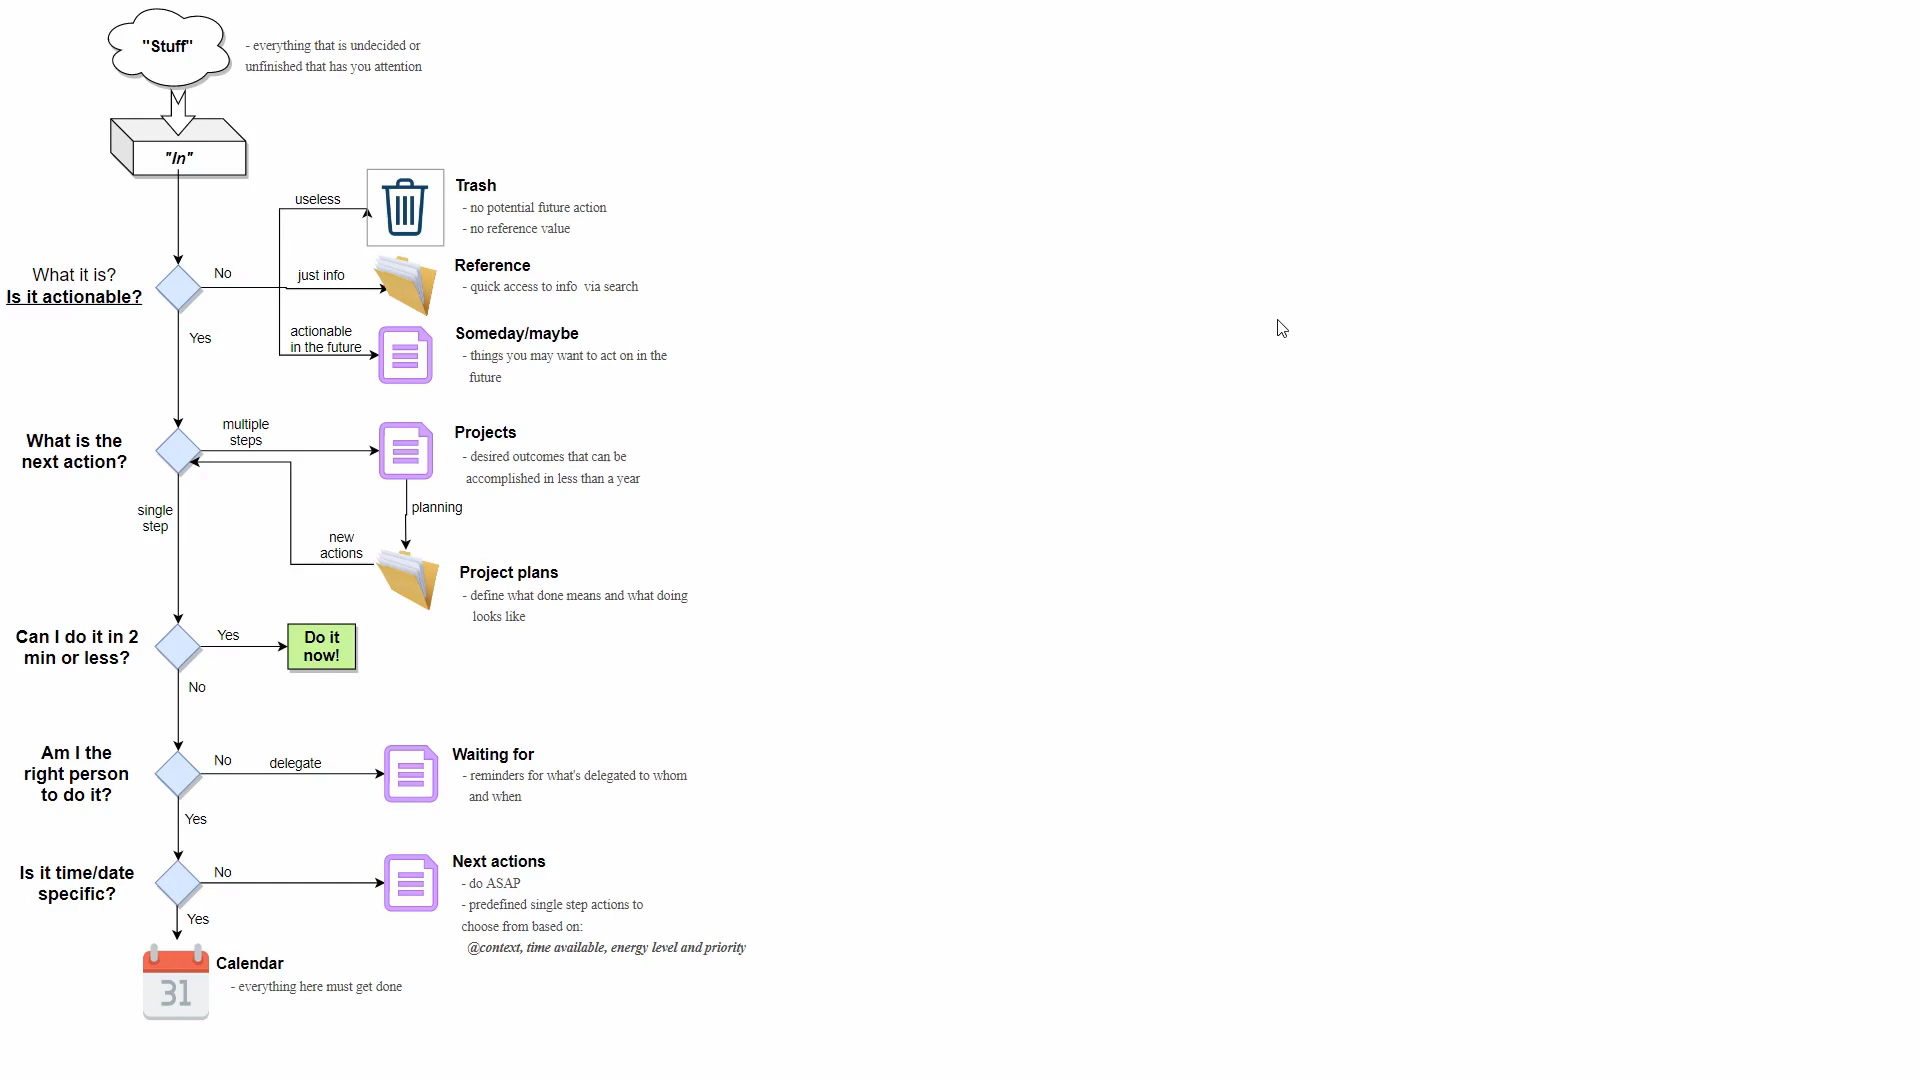 "Stuff"
- everything that is undecided or
unfinished that has you attention
"In"
useless
Trash
- no potential future action
- no reference value
What it is?
Is it actionable?
No
just info
Reference
- quick access to info  via search
Yes
actionable
in the future
Someday/maybe
- things you may want to act on in the
future
What is the
next action?
multiple
steps
Projects
- desired outcomes that can be
accomplished in less than a year
single
step
planning
new
actions
Project plans
- define what done means and what doing
looks like
Can I do it in 2
min or less?
Yes
Do it
now!
No
Am I the
right person
to do it?
No
delegate
Waiting for
- reminders for what's delegated to whom
and when
Yes
Is it time/date
specific?
No
Next actions
- do ASAP
- predefined single step actions to
choose from based on:
@context, time available, energy level and priority
Yes
31
Calendar
- everything here must get done